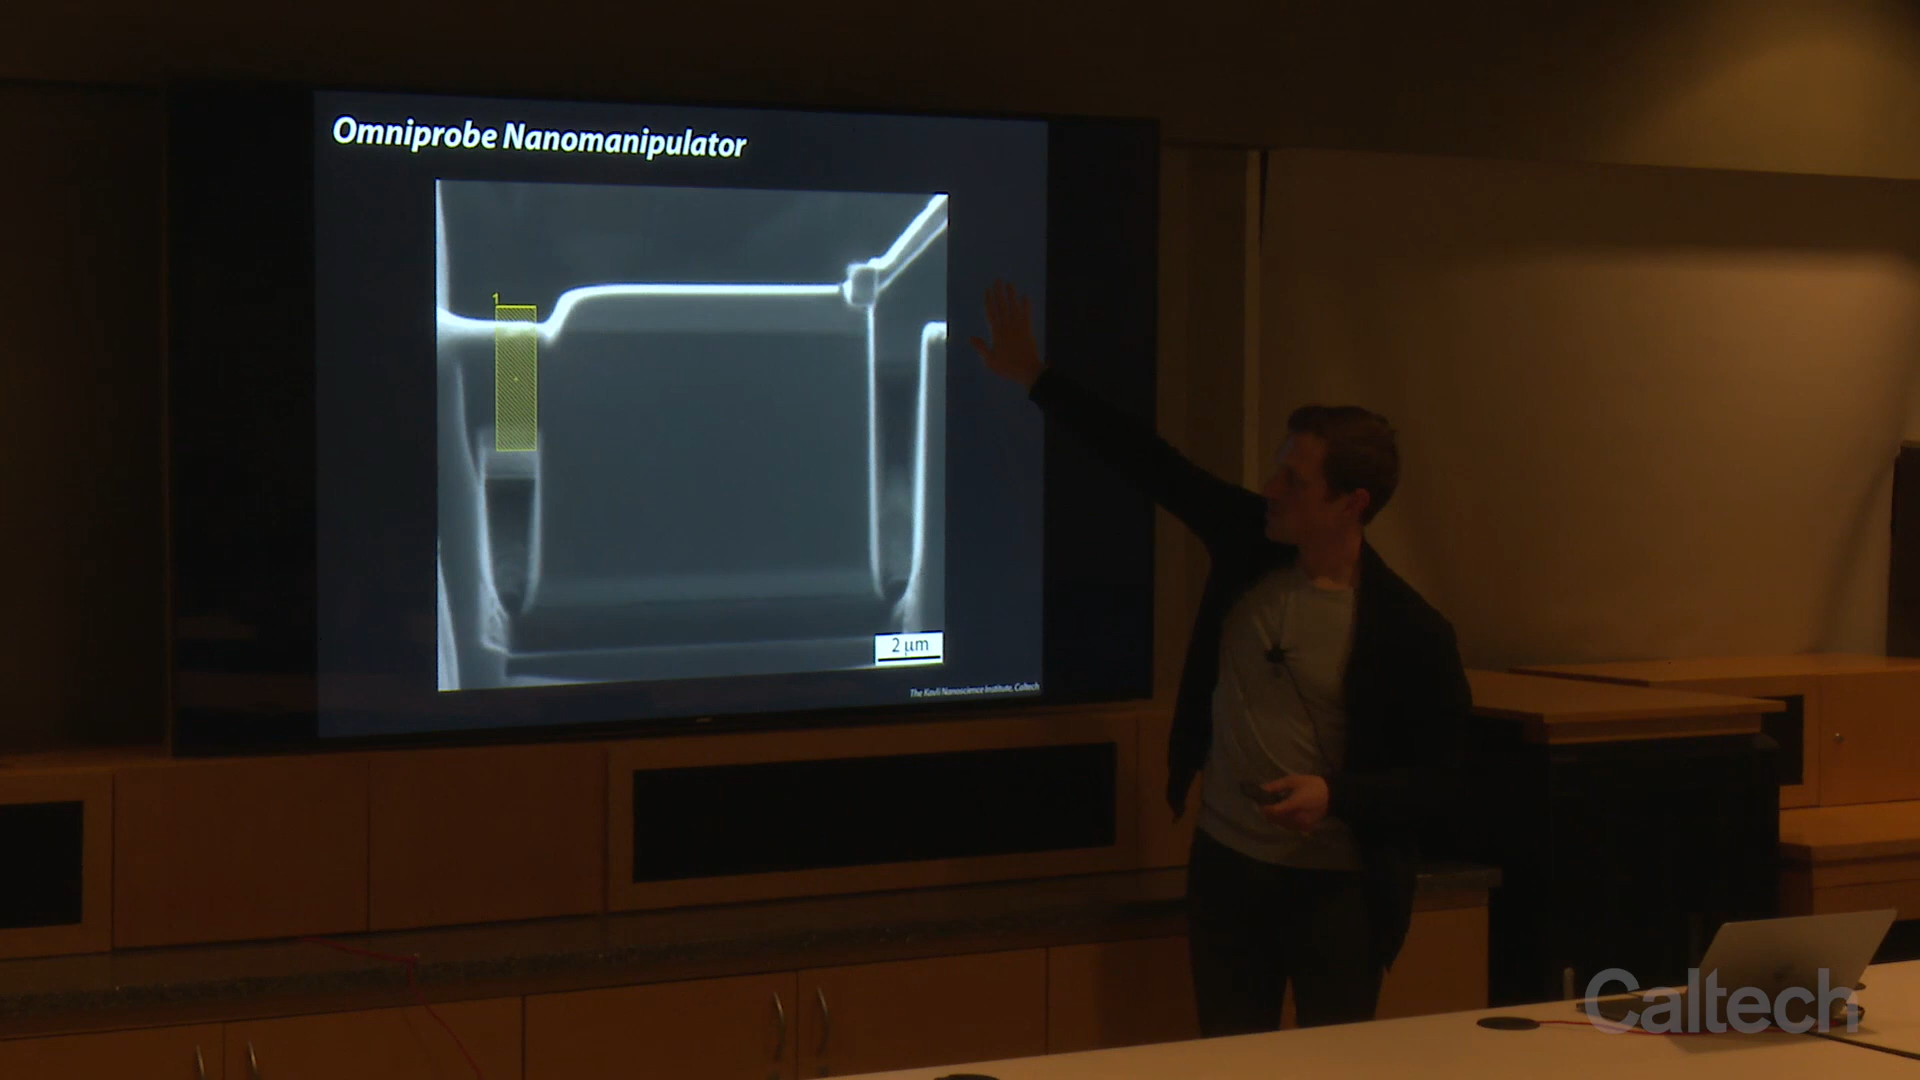 Omniprobe Nanomanipulator
1
2 μm
The Kavli Nanoscience Institute, Caltech
Caltech